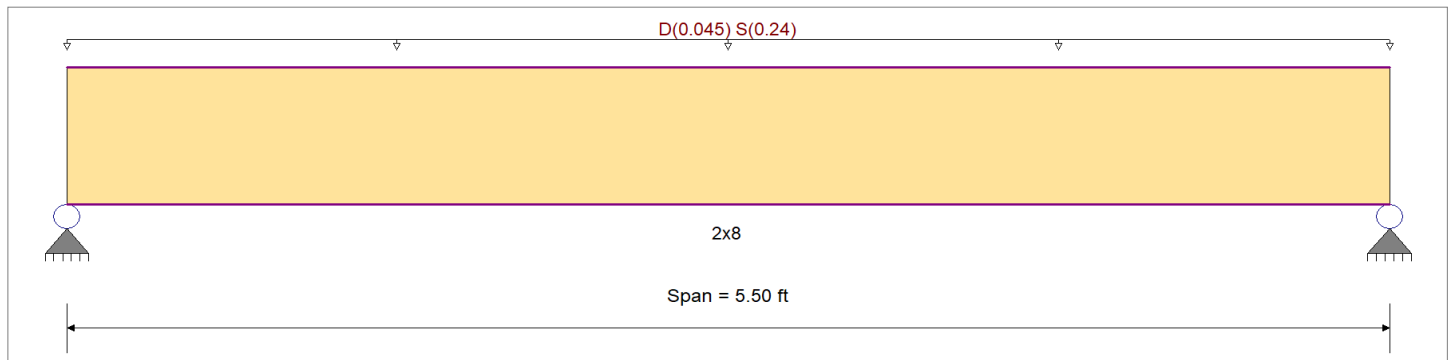 D(0.045) S(0.24)
2x8
Span = 5.50 ft